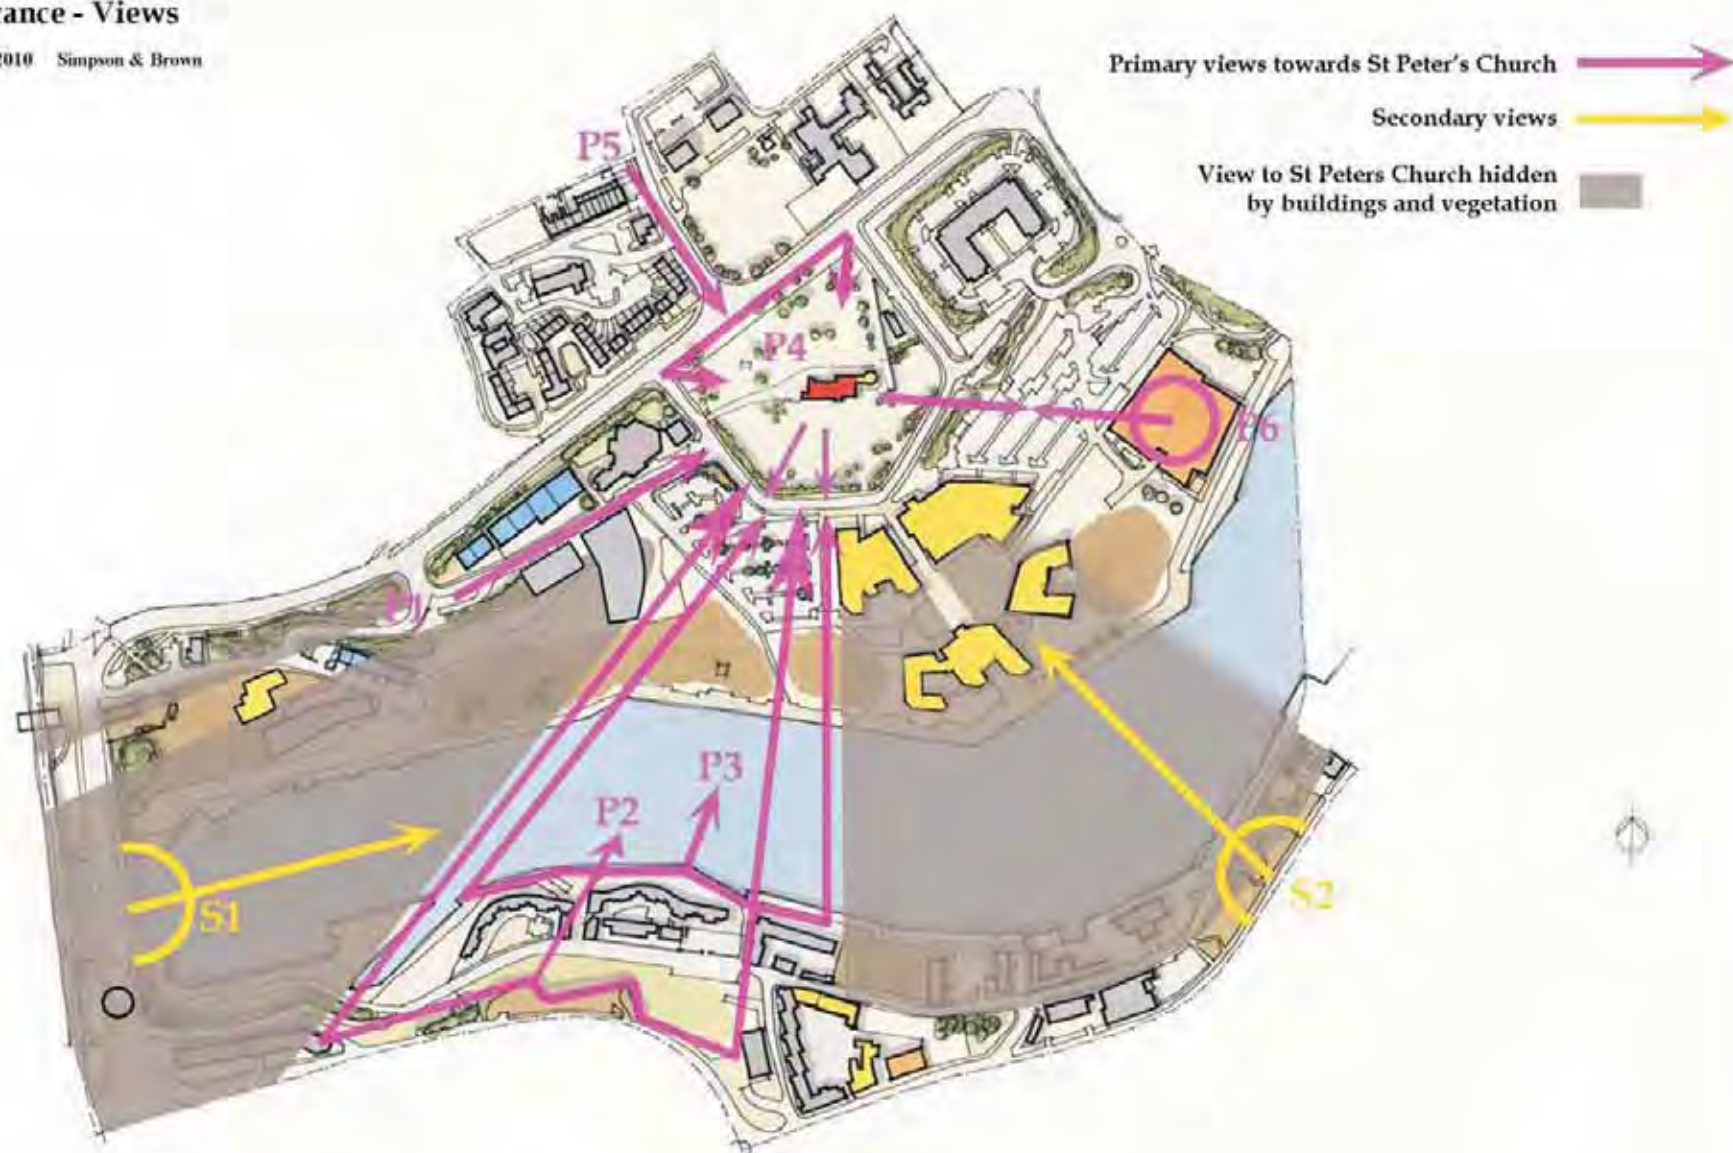 rance - Views
2010 Simpson & Brown
Primary views towards St Peter's Church
Secondary views
View to St Peters Church hidden
by buildings and vegetation
P5
P4
P6
P3
P2
S1
S2